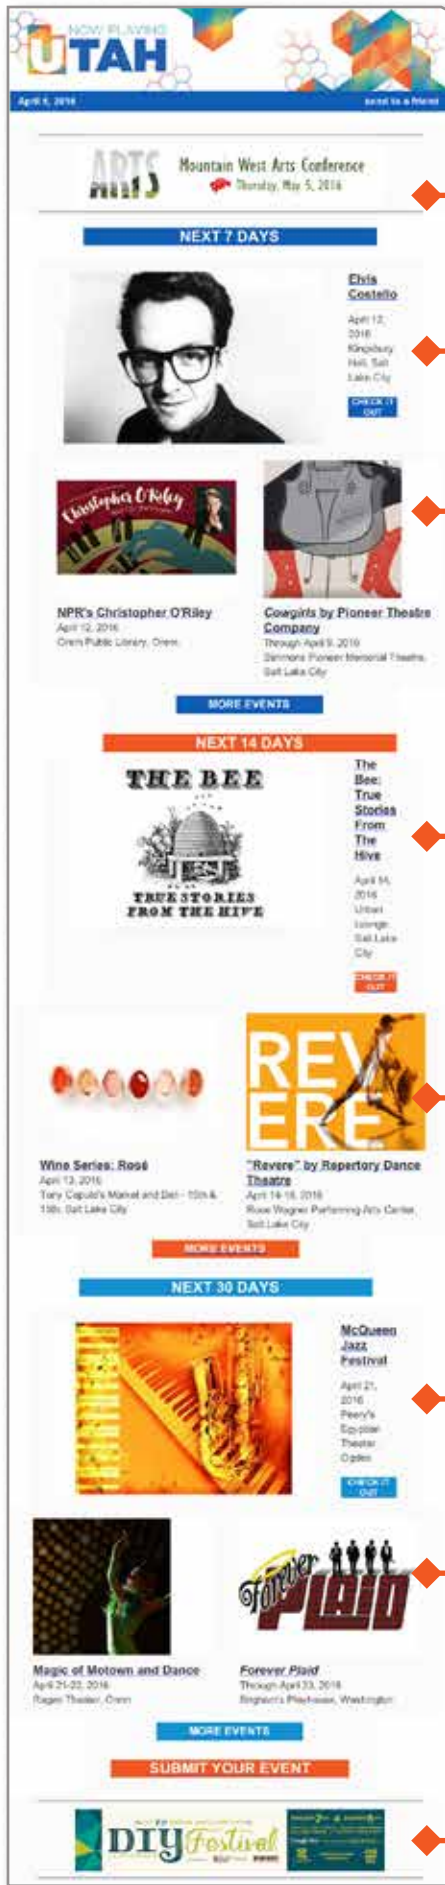 NOW PLAYING
UTAH
April 6, 2016
send to a friend
ARTS
Mountain West Arts Conference
Thursday, May 5, 2016
NEXT 7 DAYS
Elvis
Costello
April 12,
2016
Kingsbury
Hall, Salt
Lake City
CHECK IT
OUT
Christopher O'Riley
NPR's Christopher O'Riley
April 12, 2016
Orem Public Library, Orem
Cowgirls by Pioneer Theatre
Company
Through April 9, 2016
Simmons Pioneer Memorial Theatre,
Salt Lake City
MORE EVENTS
NEXT 14 DAYS
THE BEE
TRUE STORIES
FROM THE HIVE
The
Bee:
True
Stories
From
The
Hive
April 14,
2016
Urban
Lounge,
Salt Lake
City
CHECK IT
OUT
Wine Series: Rosé
April 13, 2016
Tony Caputo's Market and Deli - 15th &
15th, Salt Lake City
REV
ERE
"Revere" by Repertory Dance
Theatre
April 14-16, 2016
Rose Wagner Performing Arts Center,
Salt Lake City
MORE EVENTS
NEXT 30 DAYS
McQueen
Jazz
Festival
April 21,
2016
Peery's
Egyptian
Theater
Ogden
CHECK IT
OUT
Magic of Motown and Dance
April 21-22, 2016
Ragan Theater, Orem
Forever
PLAID
Forever Plaid
Through April 23, 2016
Brigham's Playhouse, Washington
MORE EVENTS
SUBMIT YOUR EVENT
DIY Festival